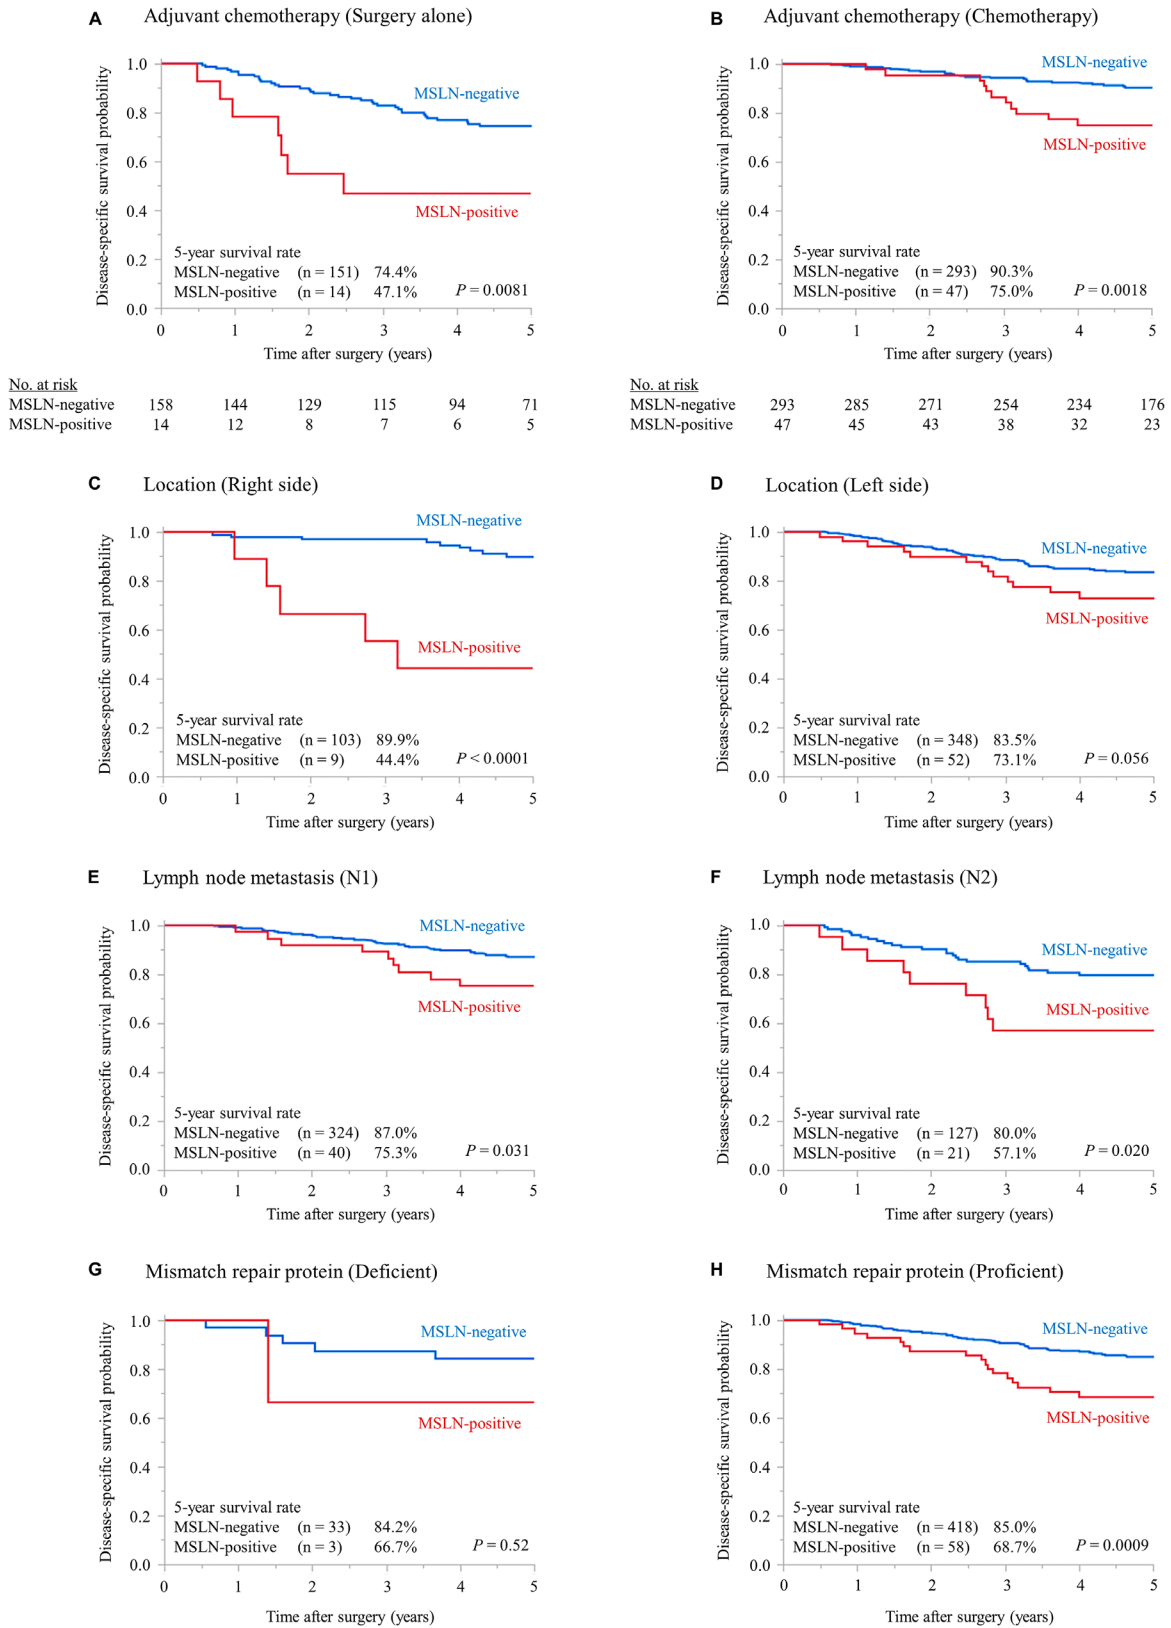 A Adjuvant chemotherapy (Surgery alone)
Disease-specific survival probability
1.0
0.8
0.6
0.4
0.2
0.0
MSLN-negative
MSLN-positive
5-year survival rate
MSLN-negative (n = 151) 74.4%
MSLN-positive (n = 14) 47.1%
P = 0.0081
0 1 2 3 4 5
Time after surgery (years)
No. at risk
MSLN-negative 158 144 129 115 94 71
MSLN-positive 14 12 8 7 6 5
B Adjuvant chemotherapy (Chemotherapy)
Disease-specific survival probability
1.0
0.8
0.6
0.4
0.2
0.0
MSLN-negative
MSLN-positive
5-year survival rate
MSLN-negative (n = 293) 90.3%
MSLN-positive (n = 47) 75.0%
P = 0.0018
0 1 2 3 4 5
Time after surgery (years)
No. at risk
MSLN-negative 293 285 271 254 234 176
MSLN-positive 47 45 43 38 32 23
C Location (Right side)
Disease-specific survival probability
1.0
0.8
0.6
0.4
0.2
0.0
MSLN-negative
MSLN-positive
5-year survival rate
MSLN-negative (n = 103) 89.9%
MSLN-positive (n = 9) 44.4%
P < 0.0001
0 1 2 3 4 5
Time after surgery (years)
D Location (Left side)
Disease-specific survival probability
1.0
0.8
0.6
0.4
0.2
0.0
MSLN-negative
MSLN-positive
5-year survival rate
MSLN-negative (n = 348) 83.5%
MSLN-positive (n = 52) 73.1%
P = 0.056
0 1 2 3 4 5
Time after surgery (years)
E Lymph node metastasis (N1)
Disease-specific survival probability
1.0
0.8
0.6
0.4
0.2
0.0
MSLN-negative
MSLN-positive
5-year survival rate
MSLN-negative (n = 324) 87.0%
MSLN-positive (n = 40) 75.3%
P = 0.031
0 1 2 3 4 5
Time after surgery (years)
F Lymph node metastasis (N2)
Disease-specific survival probability
1.0
0.8
0.6
0.4
0.2
0.0
MSLN-negative
MSLN-positive
5-year survival rate
MSLN-negative (n = 127) 80.0%
MSLN-positive (n = 21) 57.1%
P = 0.020
0 1 2 3 4 5
Time after surgery (years)
G Mismatch repair protein (Deficient)
Disease-specific survival probability
1.0
0.8
0.6
0.4
0.2
0.0
MSLN-negative
MSLN-positive
5-year survival rate
MSLN-negative (n = 33) 84.2%
MSLN-positive (n = 3) 66.7%
P = 0.52
0 1 2 3 4 5
Time after surgery (years)
H Mismatch repair protein (Proficient)
Disease-specific survival probability
1.0
0.8
0.6
0.4
0.2
0.0
MSLN-negative
MSLN-positive
5-year survival rate
MSLN-negative (n = 418) 85.0%
MSLN-positive (n = 58) 68.7%
P = 0.0009
0 1 2 3 4 5
Time after surgery (years)